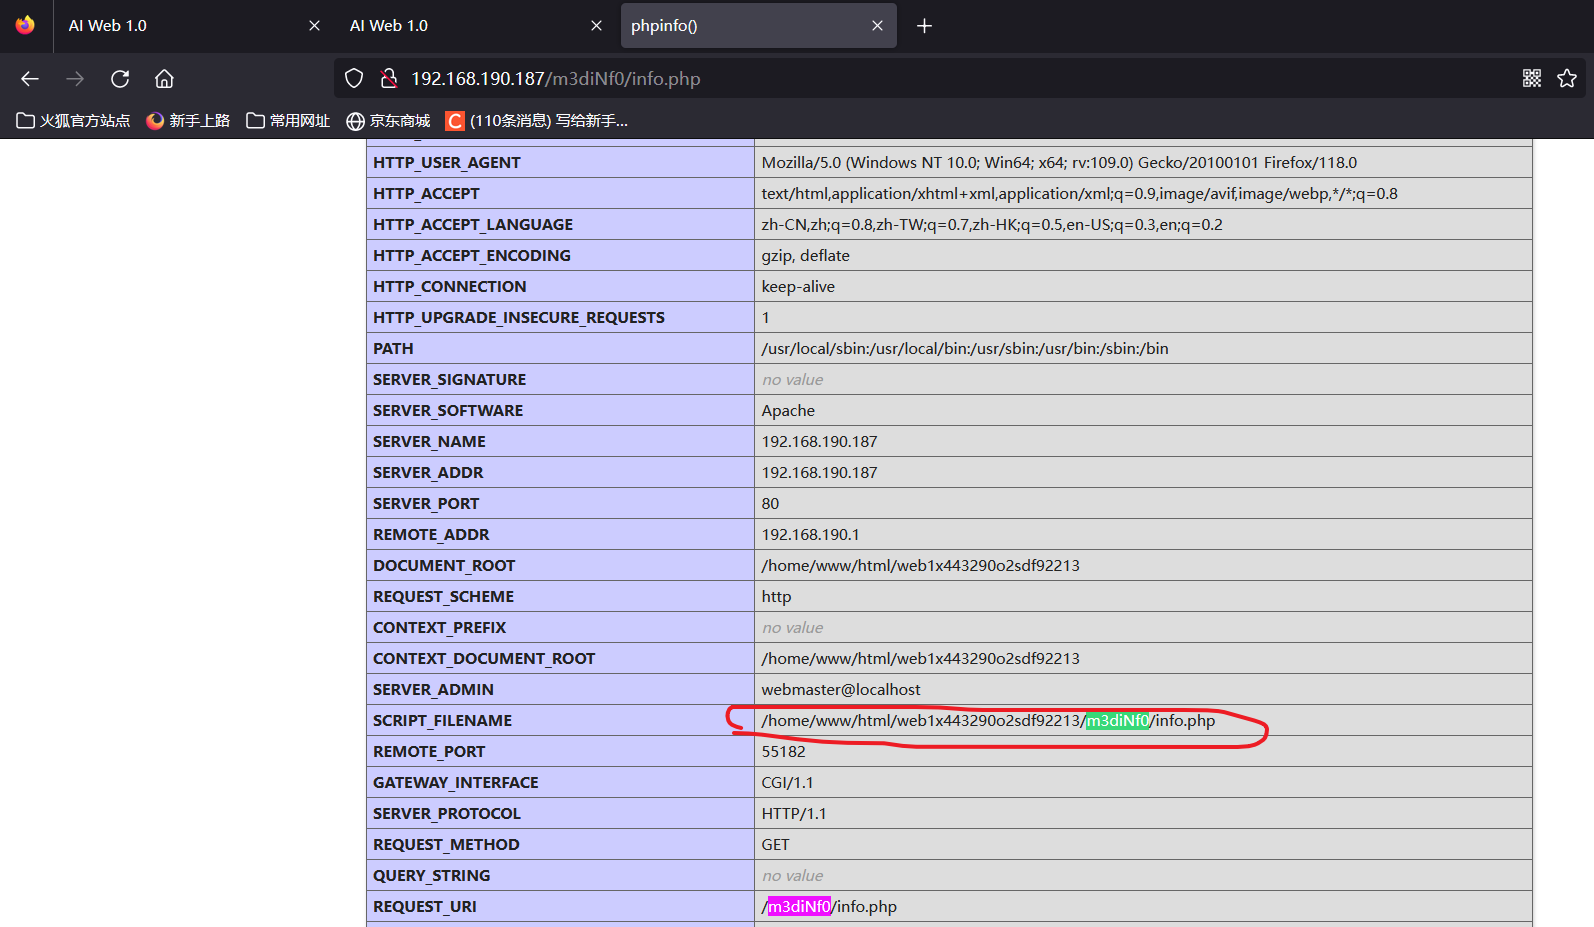 AI Web 1.0
AI Web 1.0
phpinfo()
192.168.190.187/m3diNf0/info.php
火狐官方站点
新手上路
常用网址
京东商城
C (110条消息) 写给新手...
HTTP_USER_AGENT Mozilla/5.0 (Windows NT 10.0; Win64; x64; rv:109.0) Gecko/20100101 Firefox/118.0
HTTP_ACCEPT text/html,application/xhtml+xml,application/xml;q=0.9,image/avif,image/webp,*/*;q=0.8
HTTP_ACCEPT_LANGUAGE zh-CN,zh;q=0.8,zh-TW;q=0.7,zh-HK;q=0.5,en-US;q=0.3,en;q=0.2
HTTP_ACCEPT_ENCODING gzip, deflate
HTTP_CONNECTION keep-alive
HTTP_UPGRADE_INSECURE_REQUESTS 1
PATH /usr/local/sbin:/usr/local/bin:/usr/sbin:/usr/bin:/sbin:/bin
SERVER_SIGNATURE no value
SERVER_SOFTWARE Apache
SERVER_NAME 192.168.190.187
SERVER_ADDR 192.168.190.187
SERVER_PORT 80
REMOTE_ADDR 192.168.190.1
DOCUMENT_ROOT /home/www/html/web1x443290o2sdf92213
REQUEST_SCHEME http
CONTEXT_PREFIX no value
CONTEXT_DOCUMENT_ROOT /home/www/html/web1x443290o2sdf92213
SERVER_ADMIN webmaster@localhost
SCRIPT_FILENAME /home/www/html/web1x443290o2sdf92213/m3diNf0/info.php
REMOTE_PORT 55182
GATEWAY_INTERFACE CGI/1.1
SERVER_PROTOCOL HTTP/1.1
REQUEST_METHOD GET
QUERY_STRING no value
REQUEST_URI /m3diNf0/info.php